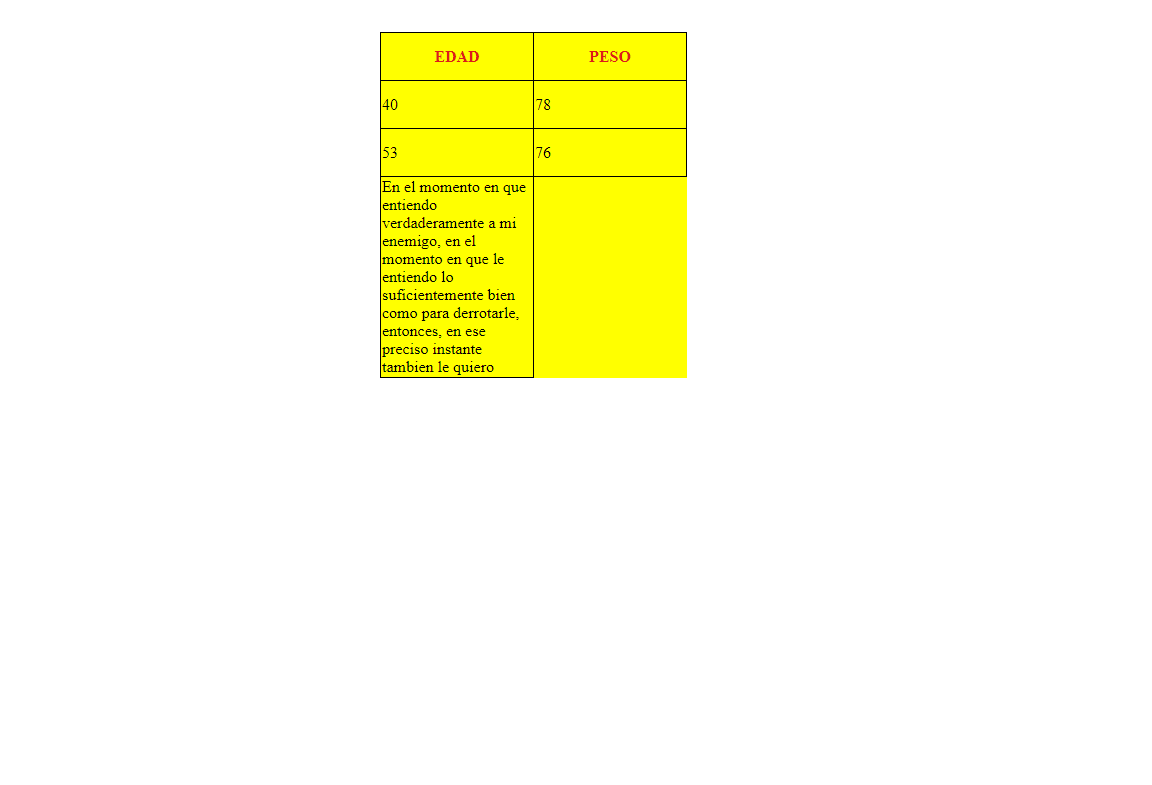 EDAD PESO
40 78
53 76
En el momento en que
entiendo
verdaderamente a mi
enemigo, en el
momento en que le
entiendo lo
suficientemente bien
como para derrotarle,
entonces, en ese
preciso instante
tambien le quiero